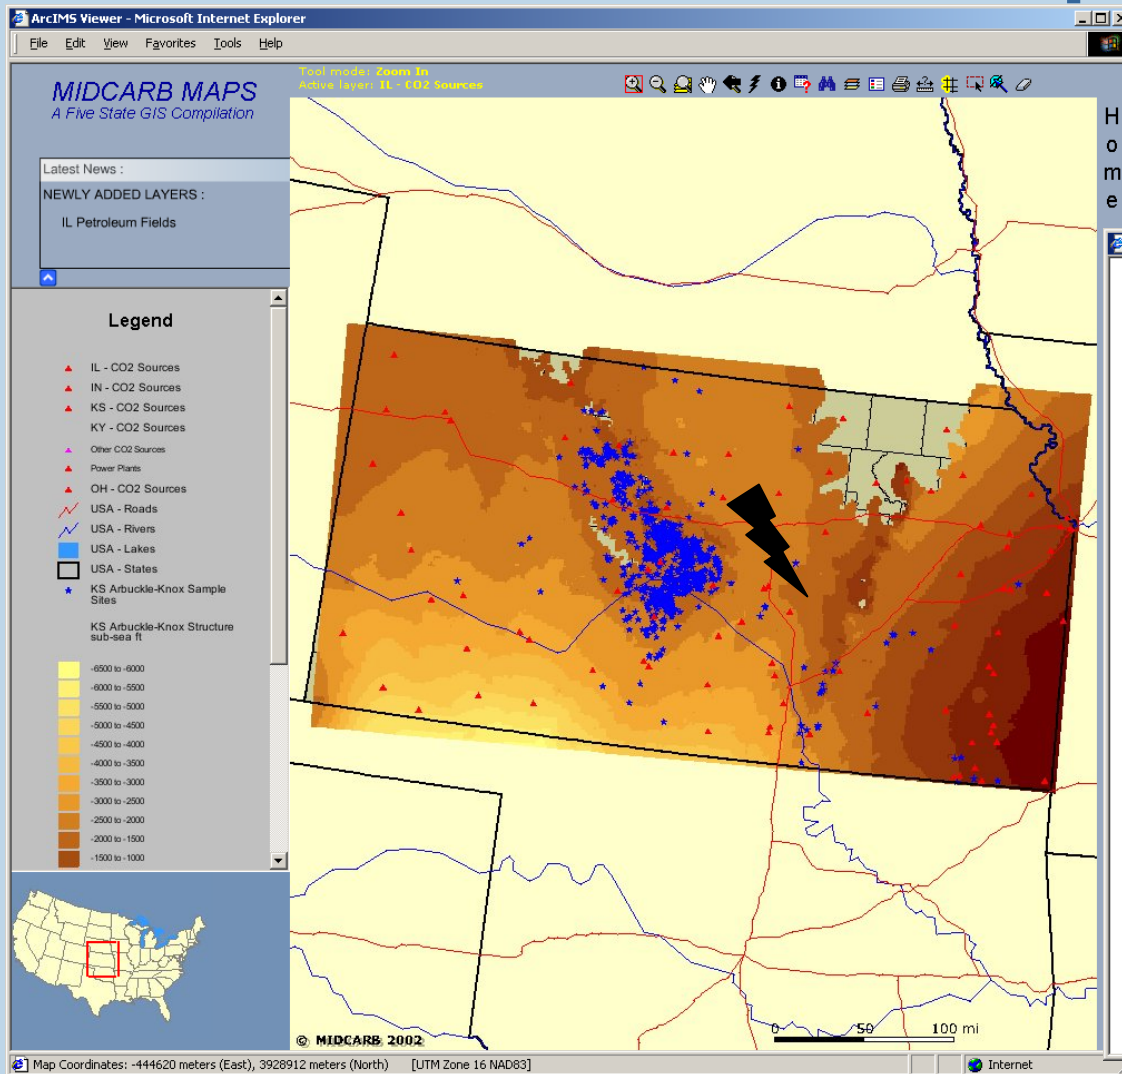 ArcIMS Viewer - Microsoft Internet Explorer
File Edit View Favorites Tools Help
MIDCARB MAPS
A Five State GIS Compilation
Tool mode: Zoom In
Active layer: IL - CO2 Sources
Latest News :
NEWLY ADDED LAYERS :
IL Petroleum Fields
Legend
IL - CO2 Sources
IN - CO2 Sources
KS - CO2 Sources
KY - CO2 Sources
Other CO2 Sources
Power Plants
OH - CO2 Sources
USA - Roads
USA - Rivers
USA - Lakes
USA - States
KS Arbuckle-Knox Sample
Sites
KS Arbuckle-Knox Structure
sub-sea ft
-6500 to -6000
-6000 to -5500
-5500 to -5000
-5000 to -4500
-4500 to -4000
-4000 to -3500
-3500 to -3000
-3000 to -2500
-2500 to -2000
-2000 to -1500
-1500 to -1000
H
o
m
e
0 50 100 mi
© MIDCARB 2002
Map Coordinates: -444620 meters (East), 3928912 meters (North) [UTM Zone 16 NAD83]
Internet